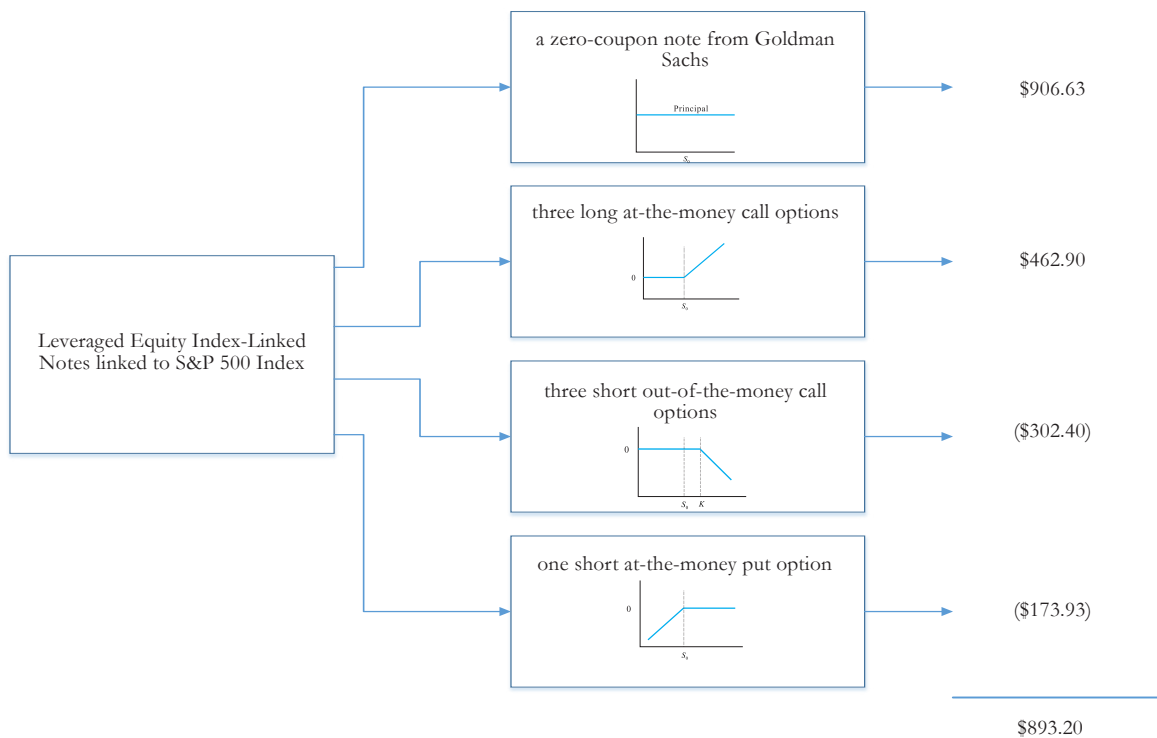 Leveraged Equity Index-Linked
Notes linked to S&P 500 Index
a zero-coupon note from Goldman
Sachs
Principal
S₀
$906.63
three long at-the-money call options
0
S₀
$462.90
three short out-of-the-money call
options
0
S₀ K
($302.40)
one short at-the-money put option
0
S₀
($173.93)
$893.20